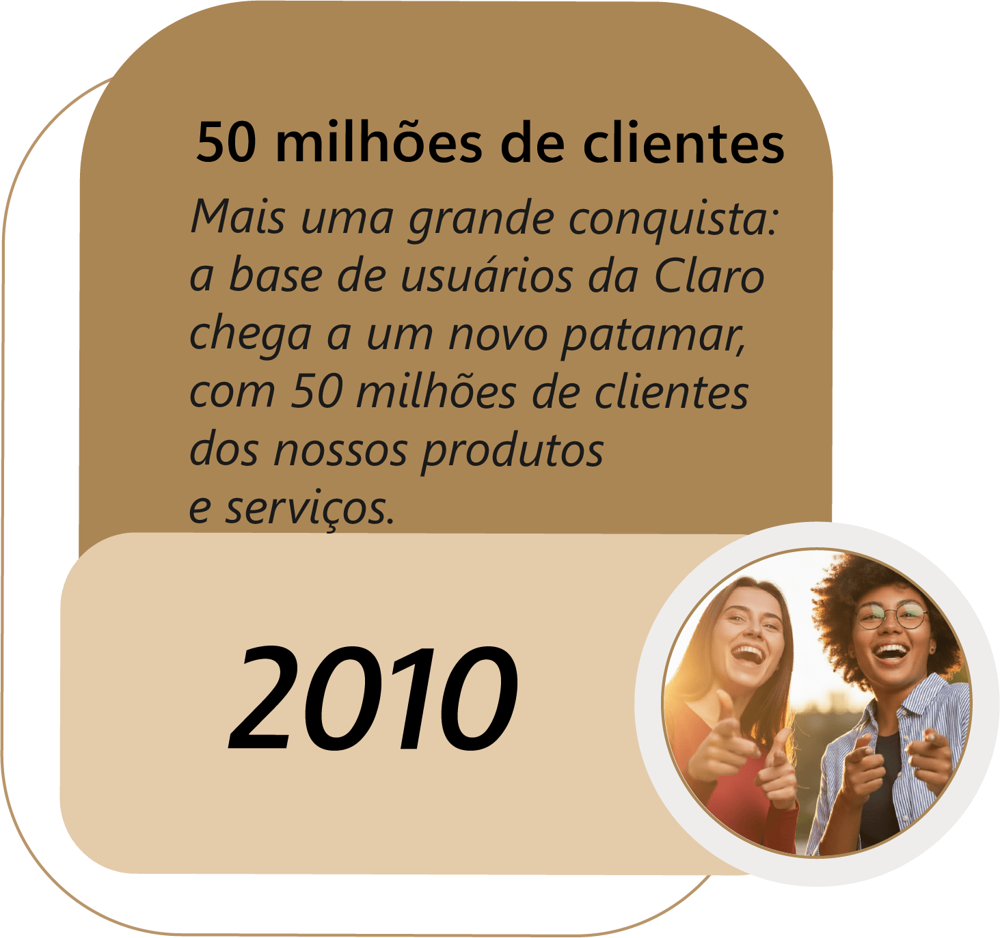 50 milhões de clientes
Mais uma grande conquista:
a base de usuários da Claro
chega a um novo patamar,
com 50 milhões de clientes
dos nossos produtos
e serviços.
2010